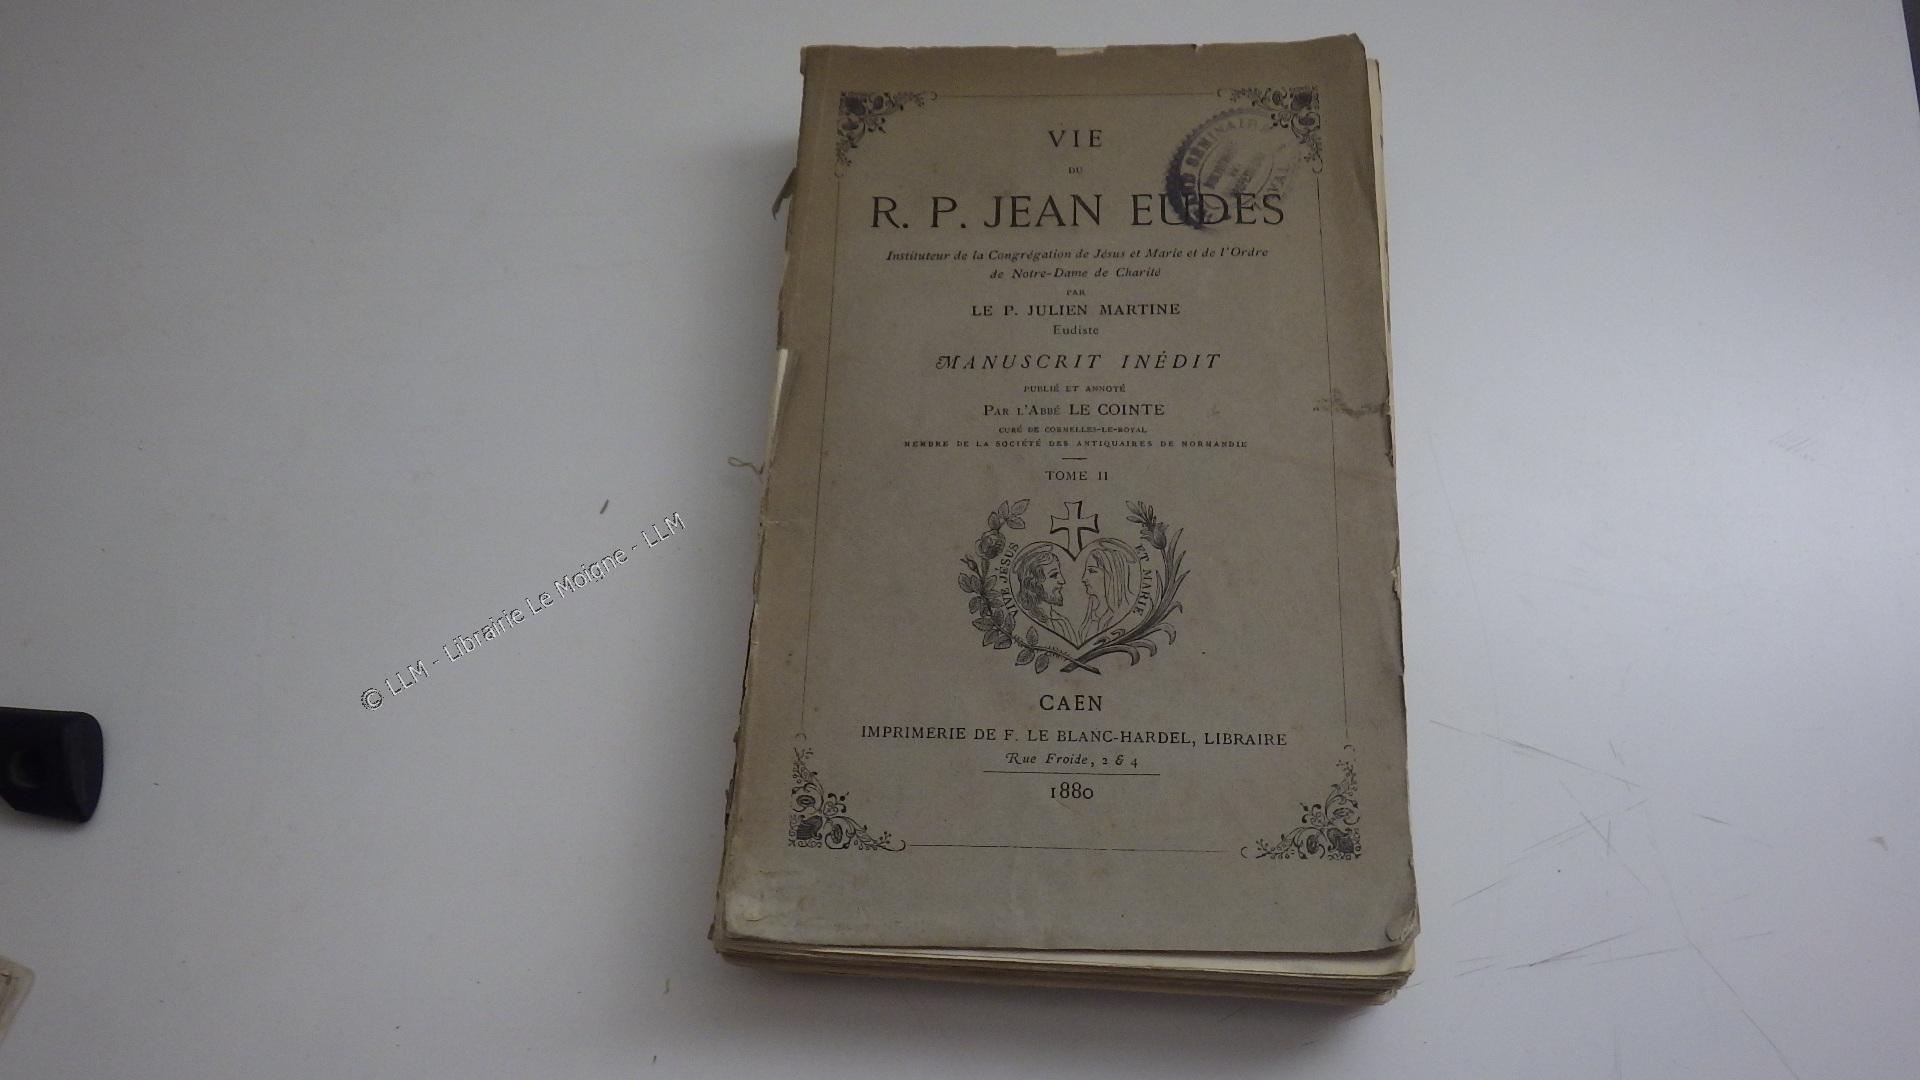 VIE
DU
R. P. JEAN EUDES
Instituteur de la Congrégation de Jésus et Marie et de l'Ordre
de Notre-Dame de Charité
PAR
LE P. JULIEN MARTINE
Eudiste
MANUSCRIT INÉDIT
PUBLIÉ ET ANNOTÉ
PAR L'ABBÉ LE COINTE
CURÉ DE CORMELLES-LE-ROYAL
MEMBRE DE LA SOCIÉTÉ DES ANTIQUAIRES DE NORMANDIE
TOME II
VIVE JÉSUS
ET MARIE
CAEN
IMPRIMERIE DE F. LE BLANC-HARDEL, LIBRAIRE
Rue Froide, 2 & 4
1880
SÉMINAIRE
© LLM - Librairie Le Moigne - LLM